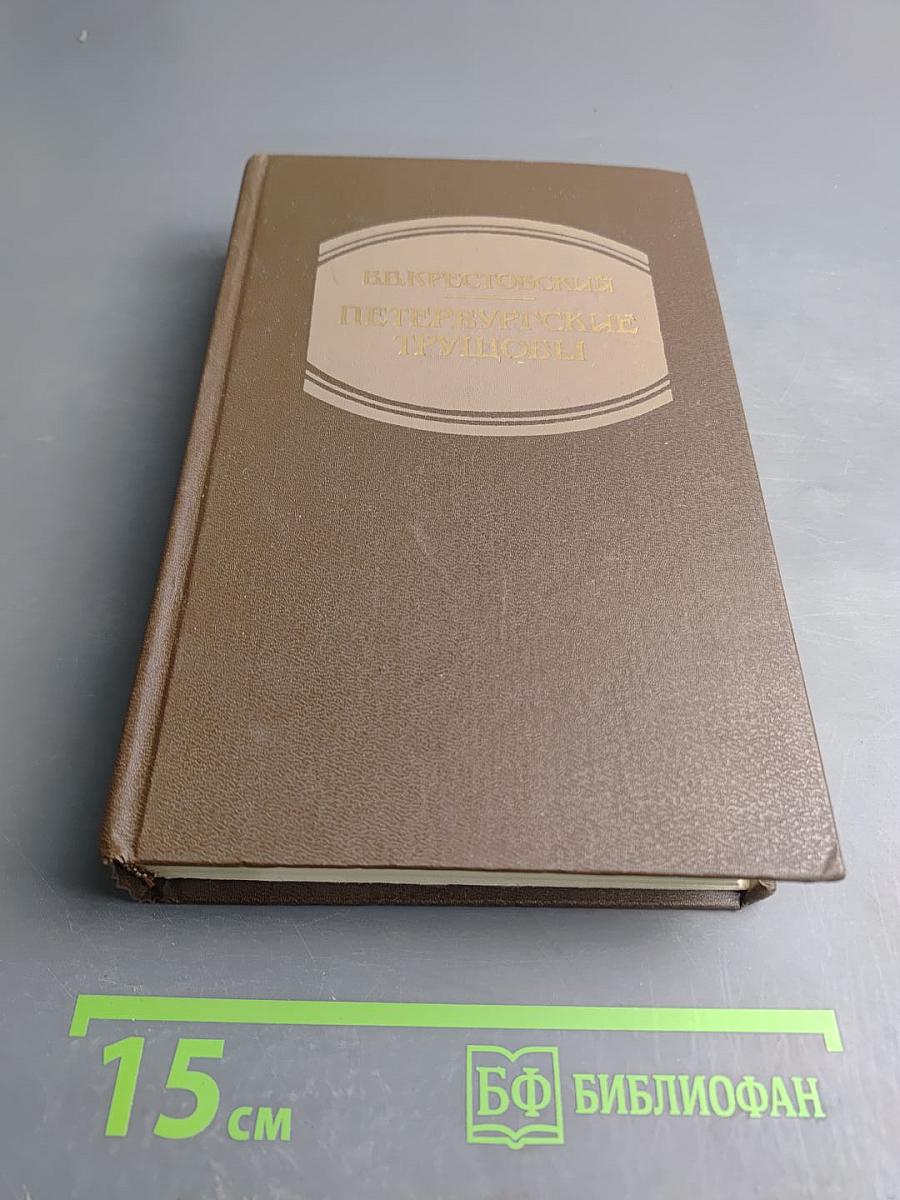 В.В.КРЕСТОВСКИЙ
ПЕТЕРБУРГСКИЕ
ТРУЩОБЫ
15 см
БФ БИБЛИОФАН